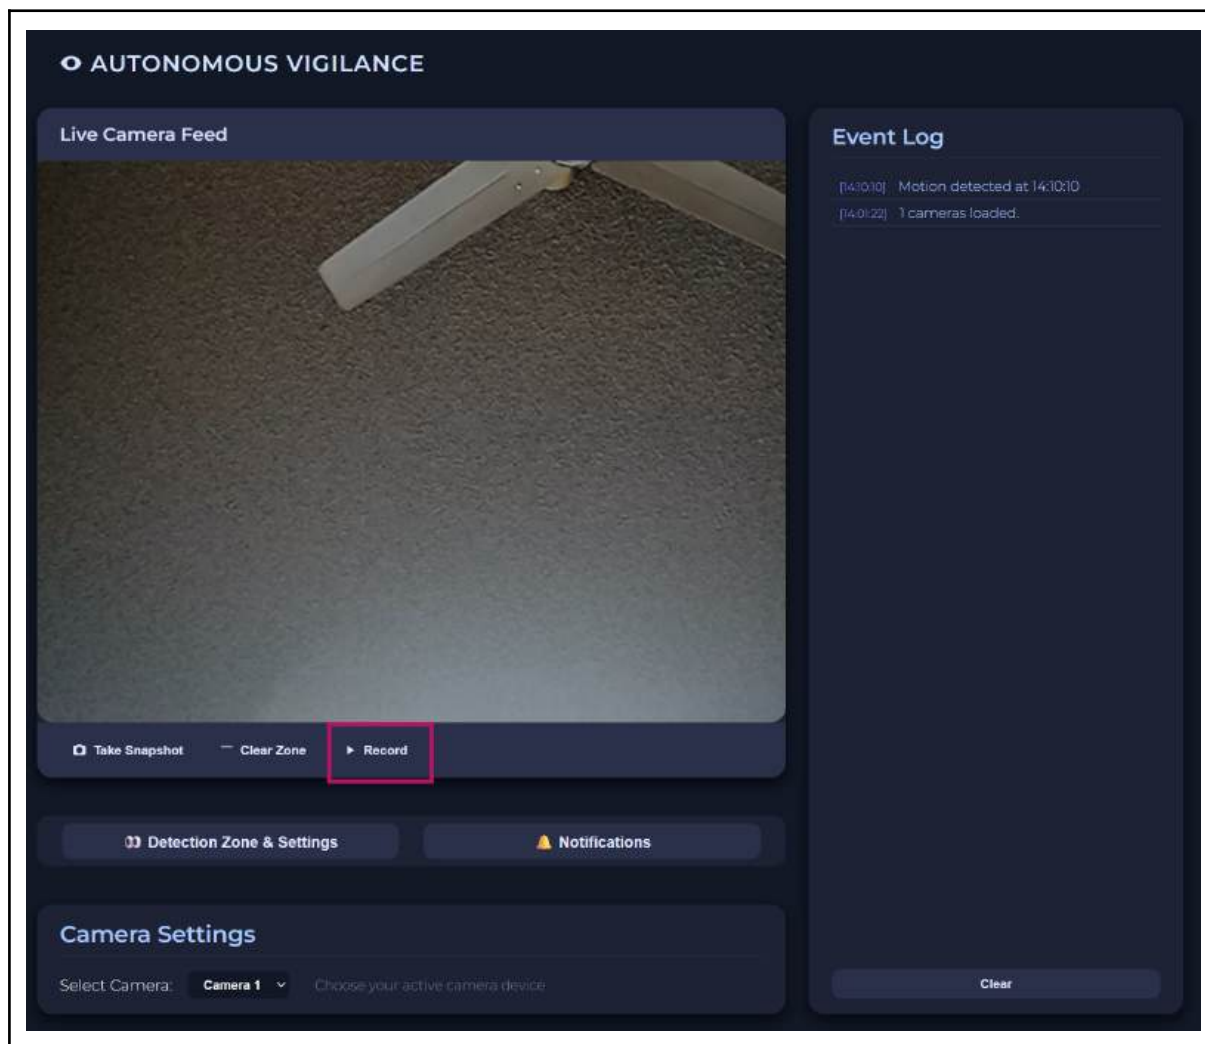 AUTONOMOUS VIGILANCE
Live Camera Feed
Take Snapshot
Clear Zone
Record
Detection Zone & Settings
Notifications
Camera Settings
Select Camera: Camera 1 Choose your active camera device
Event Log
[14:10:10] Motion detected at 14:10:10
[14:01:22] 1 cameras loaded.
Clear